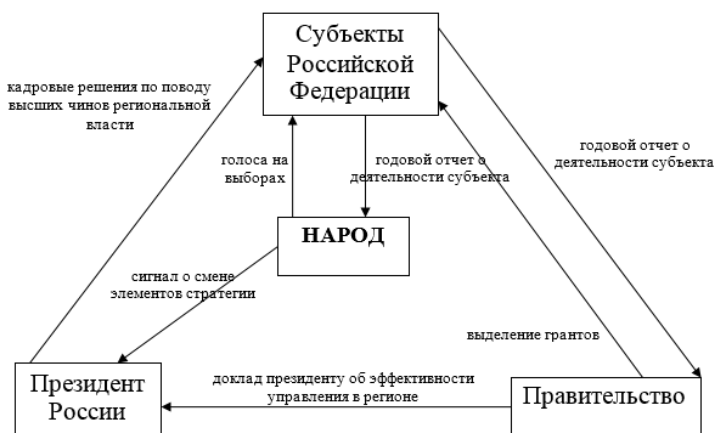 Субъекты
Российской
Федерации
кадровые решения по поводу
высших чинов региональной
власти
голоса на
выборах
годовой отчет о
деятельности субъекта
годовой отчет о
деятельности субъекта
НАРОД
сигнал о смене
элементов стратегии
выделение грантов
Президент
России
доклад президенту об эффективности
управления в регионе
Правительство